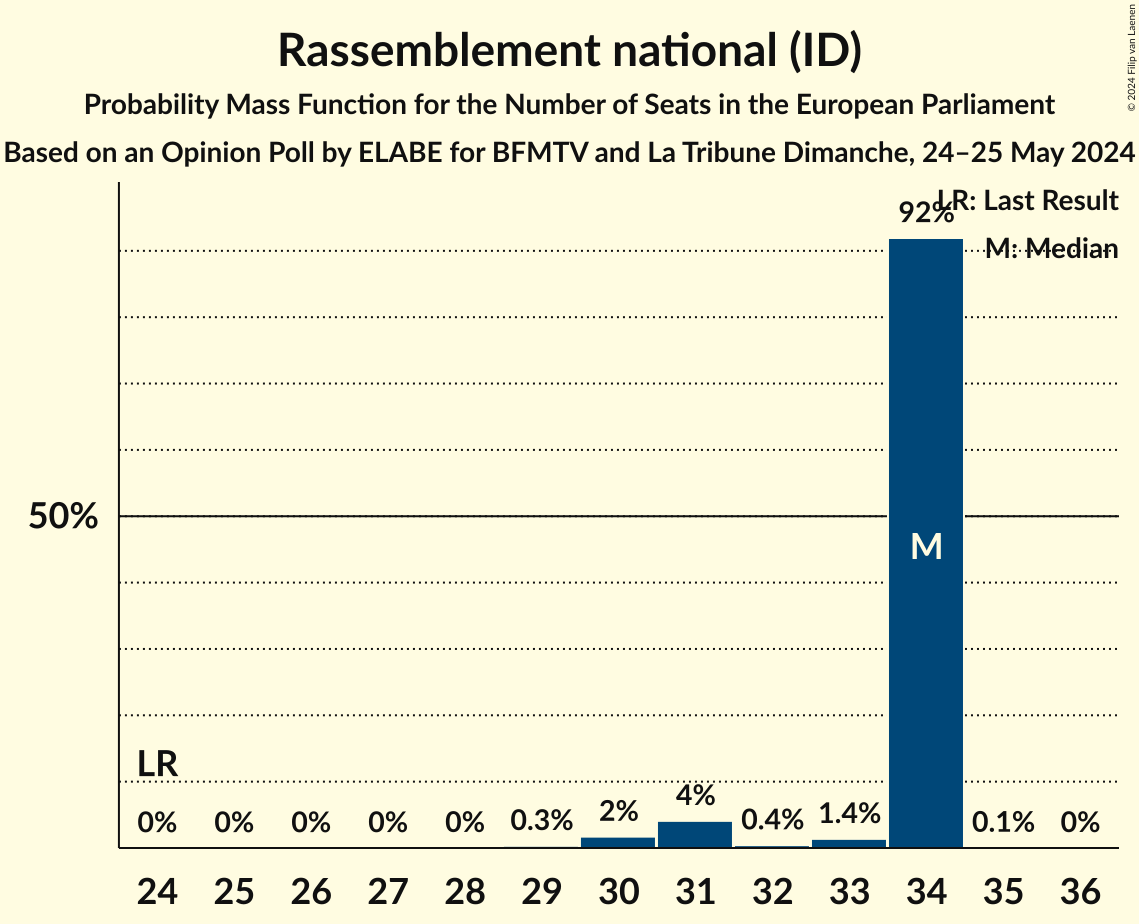 Rassemblement national (ID)
Probability Mass Function for the Number of Seats in the European Parliament
Based on an Opinion Poll by ELABE for BFMTV and La Tribune Dimanche, 24–25 May 2024
© 2024 Filip van Laenen
LR: Last Result
M: Median
92%
50%
M
LR
0% 0% 0% 0% 0% 0.3% 2% 4% 0.4% 1.4% 0.1% 0%
24 25 26 27 28 29 30 31 32 33 34 35 36